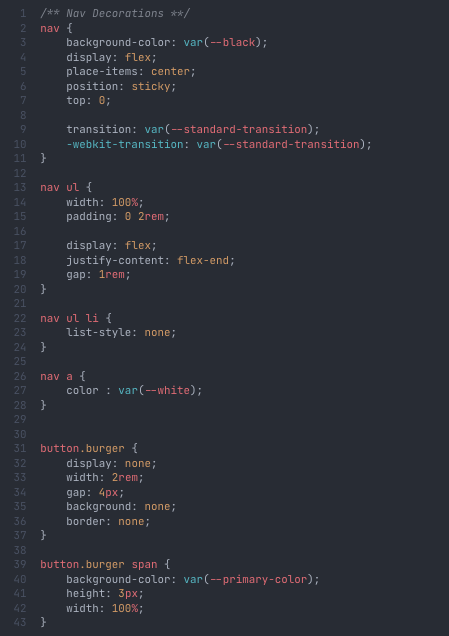 1 /** Nav Decorations **/
2 nav {
3     background-color: var(--black);
4     display: flex;
5     place-items: center;
6     position: sticky;
7     top: 0;
8
9     transition: var(--standard-transition);
10     -webkit-transition: var(--standard-transition);
11 }
12
13 nav ul {
14     width: 100%;
15     padding: 0 2rem;
16
17     display: flex;
18     justify-content: flex-end;
19     gap: 1rem;
20 }
21
22 nav ul li {
23     list-style: none;
24 }
25
26 nav a {
27     color : var(--white);
28 }
29
30
31 button.burger {
32     display: none;
33     width: 2rem;
34     gap: 4px;
35     background: none;
36     border: none;
37 }
38
39 button.burger span {
40     background-color: var(--primary-color);
41     height: 3px;
42     width: 100%;
43 }